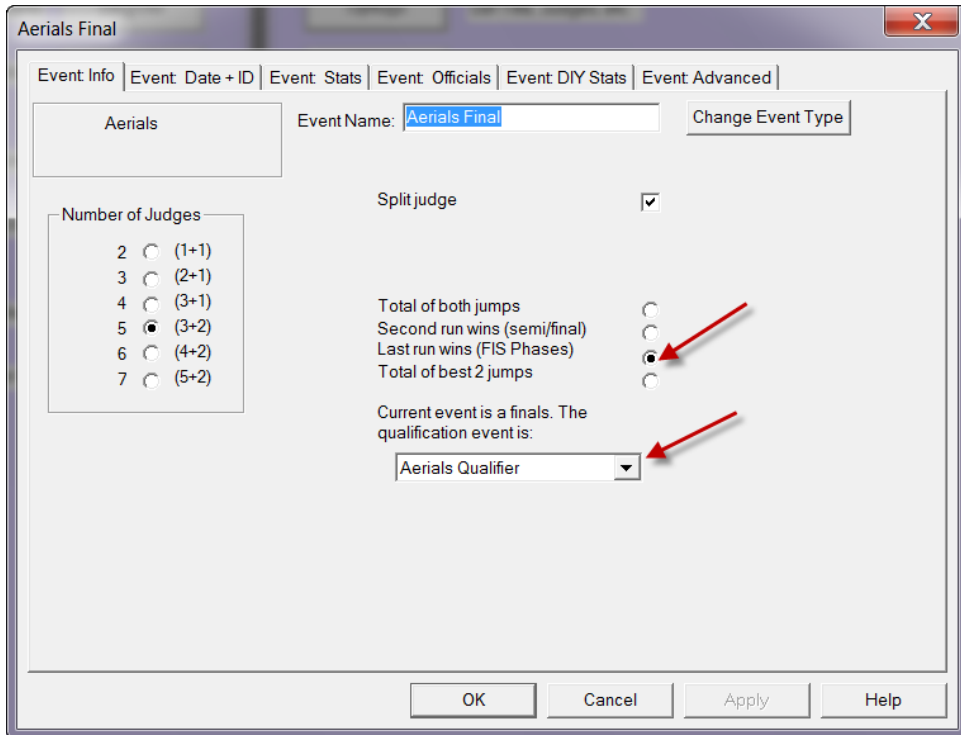 Aerials Final
Event: Info Event: Date + ID Event: Stats Event: Officials Event: DIY Stats Event: Advanced
Aerials
Event Name: Aerials Final
Change Event Type
Split judge
Number of Judges
2 (1+1)
3 (2+1)
4 (3+1)
5 (3+2)
6 (4+2)
7 (5+2)
Total of both jumps
Second run wins (semi/final)
Last run wins (FIS Phases)
Total of best 2 jumps
Current event is a finals. The
qualification event is:
Aerials Qualifier
OK Cancel Apply Help